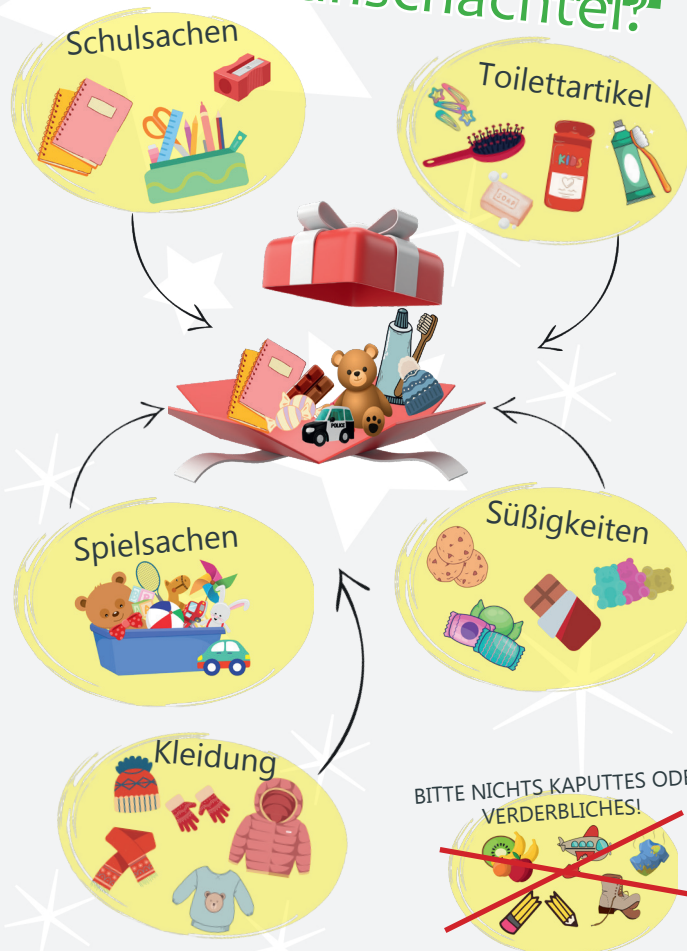 Schulsachen
Toilettartikel
KIDS
SOAP
POLICE
Spielsachen
Süßigkeiten
Kleidung
BITTE NICHTS KAPUTTES ODE
VERDERBLICHES!